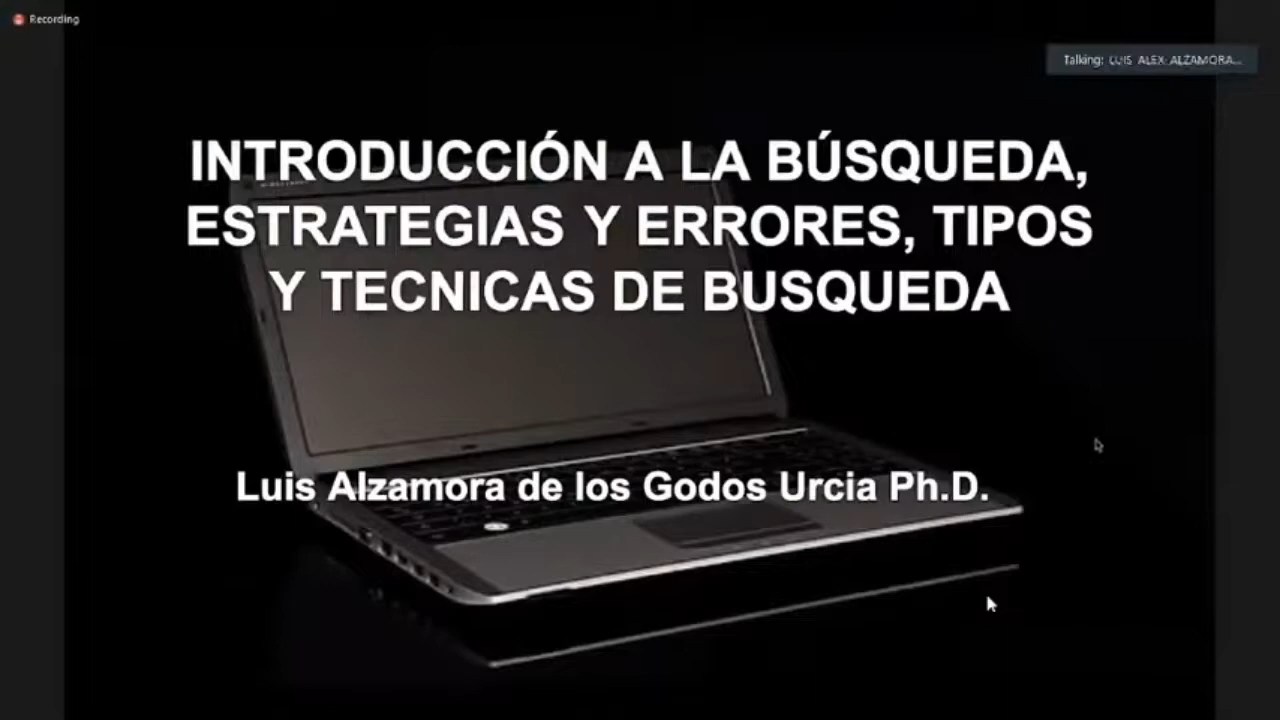 Recording
Talking: LUIS ALEX. ALZAMORA...
INTRODUCCIÓN A LA BÚSQUEDA,
ESTRATEGIAS Y ERRORES, TIPOS
Y TECNICAS DE BUSQUEDA
Luis Alzamora de los Godos Urcia Ph.D.